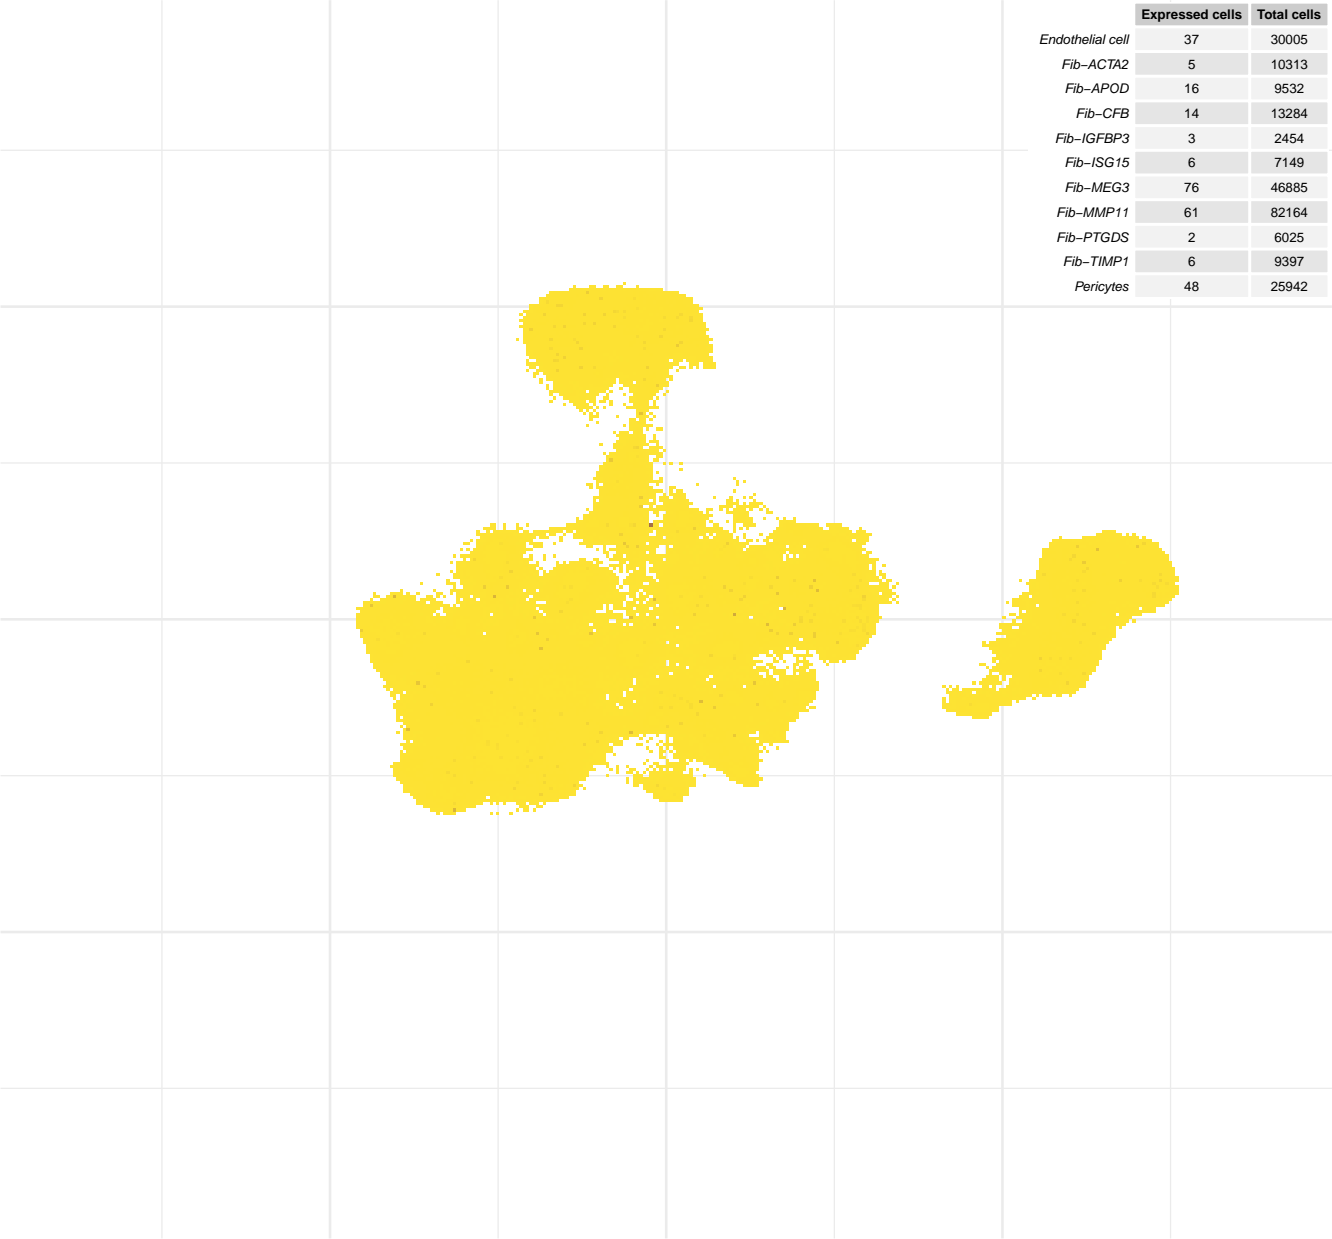 Expressed cells Total cells
Endothelial cell 37 30005
Fib−ACTA2 5 10313
Fib−APOD 16 9532
Fib−CFB 14 13284
Fib−IGFBP3 3 2454
Fib−ISG15 6 7149
Fib−MEG3 76 46885
Fib−MMP11 61 82164
Fib−PTGDS 2 6025
Fib−TIMP1 6 9397
Pericytes 48 25942